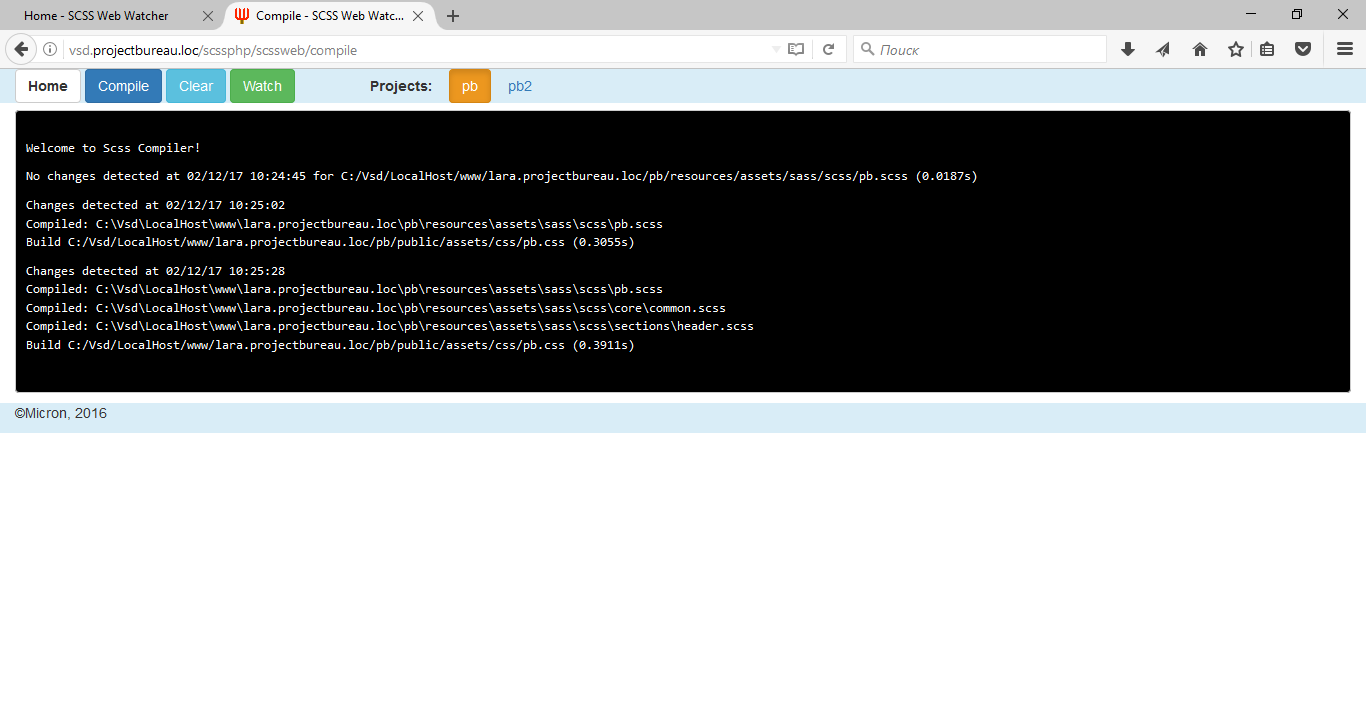 Home - SCSS Web Watcher
Compile - SCSS Web Watc...
vsd.projectbureau.loc/scssphp/scssweb/compile
Поиск
Home Compile Clear Watch Projects: pb pb2
Welcome to Scss Compiler!
No changes detected at 02/12/17 10:24:45 for C:/Vsd/LocalHost/www/lara.projectbureau.loc/pb/resources/assets/sass/scss/pb.scss (0.0187s)
Changes detected at 02/12/17 10:25:02
Compiled: C:\Vsd\LocalHost\www\lara.projectbureau.loc\pb\resources\assets\sass\scss\pb.scss
Build C:/Vsd/LocalHost/www/lara.projectbureau.loc/pb/public/assets/css/pb.css (0.3055s)
Changes detected at 02/12/17 10:25:28
Compiled: C:\Vsd\LocalHost\www\lara.projectbureau.loc\pb\resources\assets\sass\scss\pb.scss
Compiled: C:\Vsd\LocalHost\www\lara.projectbureau.loc\pb\resources\assets\sass\scss\core\common.scss
Compiled: C:\Vsd\LocalHost\www\lara.projectbureau.loc\pb\resources\assets\sass\scss\sections\header.scss
Build C:/Vsd/LocalHost/www/lara.projectbureau.loc/pb/public/assets/css/pb.css (0.3911s)
©Micron, 2016